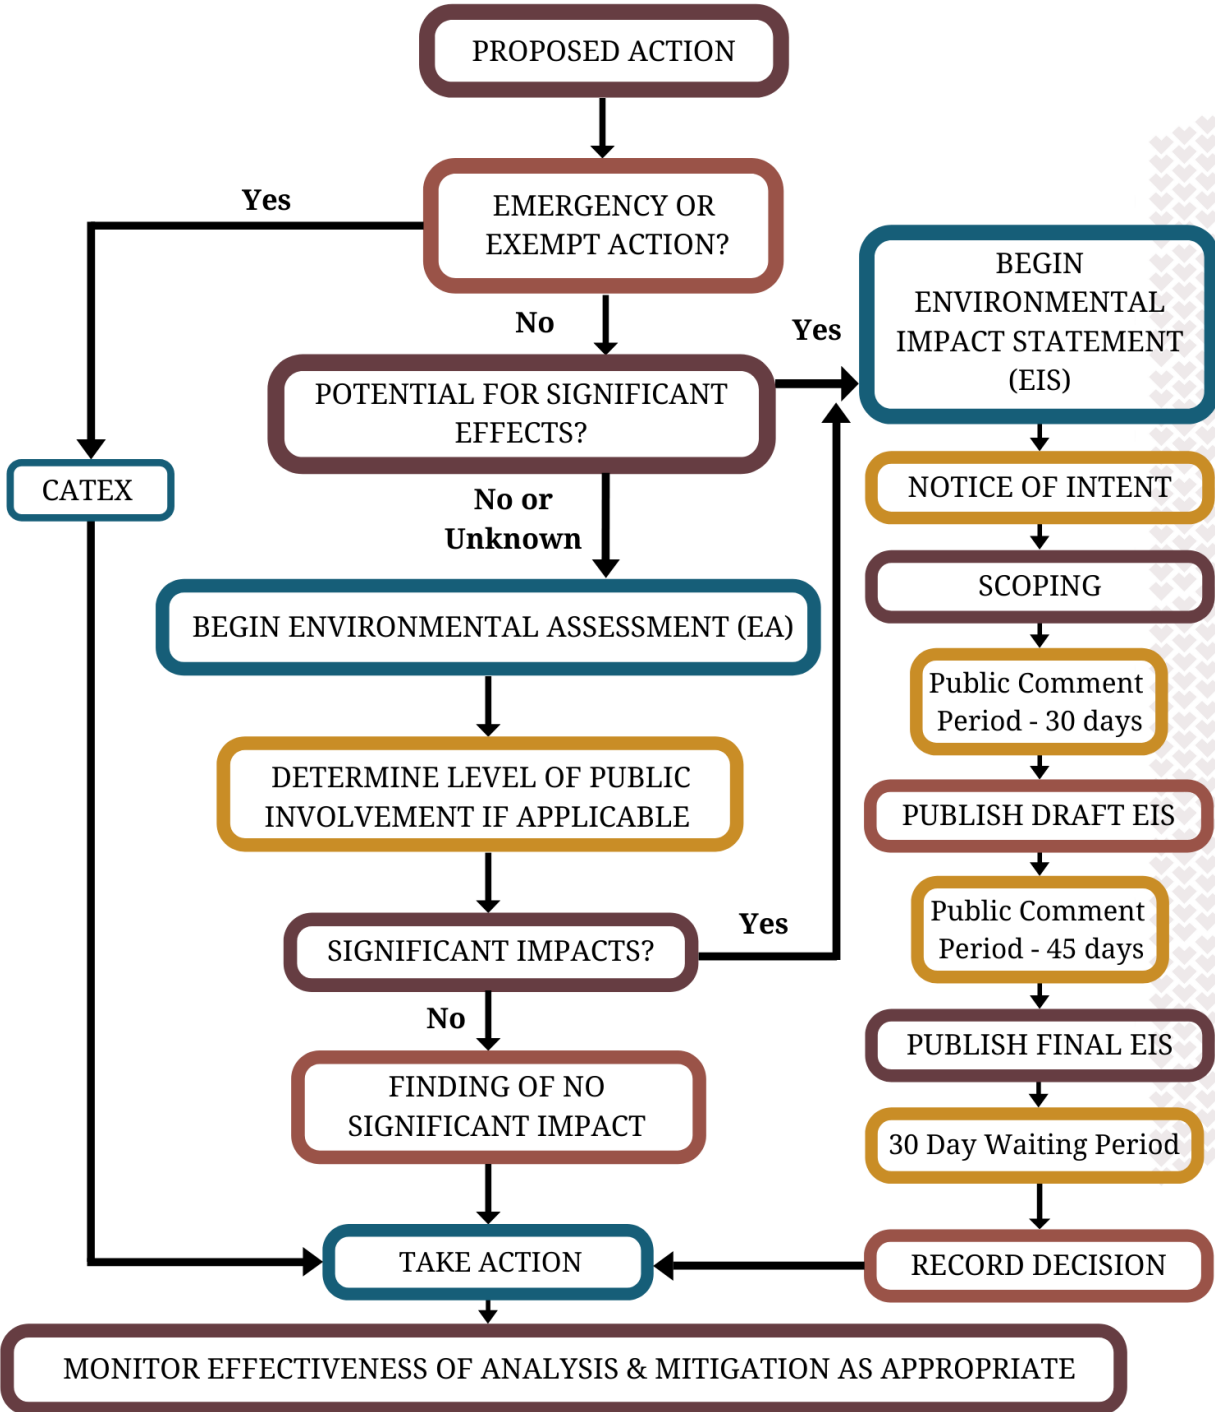 PROPOSED ACTION
Yes
EMERGENCY OR
EXEMPT ACTION?
No
POTENTIAL FOR SIGNIFICANT
EFFECTS?
Yes
No or
Unknown
CATEX
BEGIN ENVIRONMENTAL ASSESSMENT (EA)
DETERMINE LEVEL OF PUBLIC
INVOLVEMENT IF APPLICABLE
SIGNIFICANT IMPACTS?
Yes
No
FINDING OF NO
SIGNIFICANT IMPACT
BEGIN
ENVIRONMENTAL
IMPACT STATEMENT
(EIS)
NOTICE OF INTENT
SCOPING
Public Comment
Period - 30 days
PUBLISH DRAFT EIS
Public Comment
Period - 45 days
PUBLISH FINAL EIS
30 Day Waiting Period
RECORD DECISION
TAKE ACTION
MONITOR EFFECTIVENESS OF ANALYSIS & MITIGATION AS APPROPRIATE